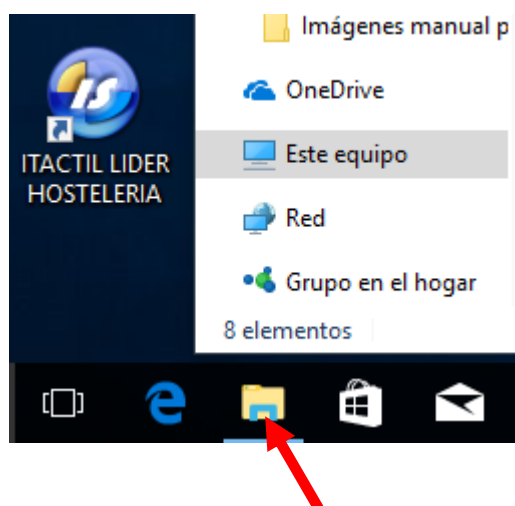 Imágenes manual p
OneDrive
Este equipo
Red
Grupo en el hogar
8 elementos
ITACTIL LIDER
HOSTELERIA